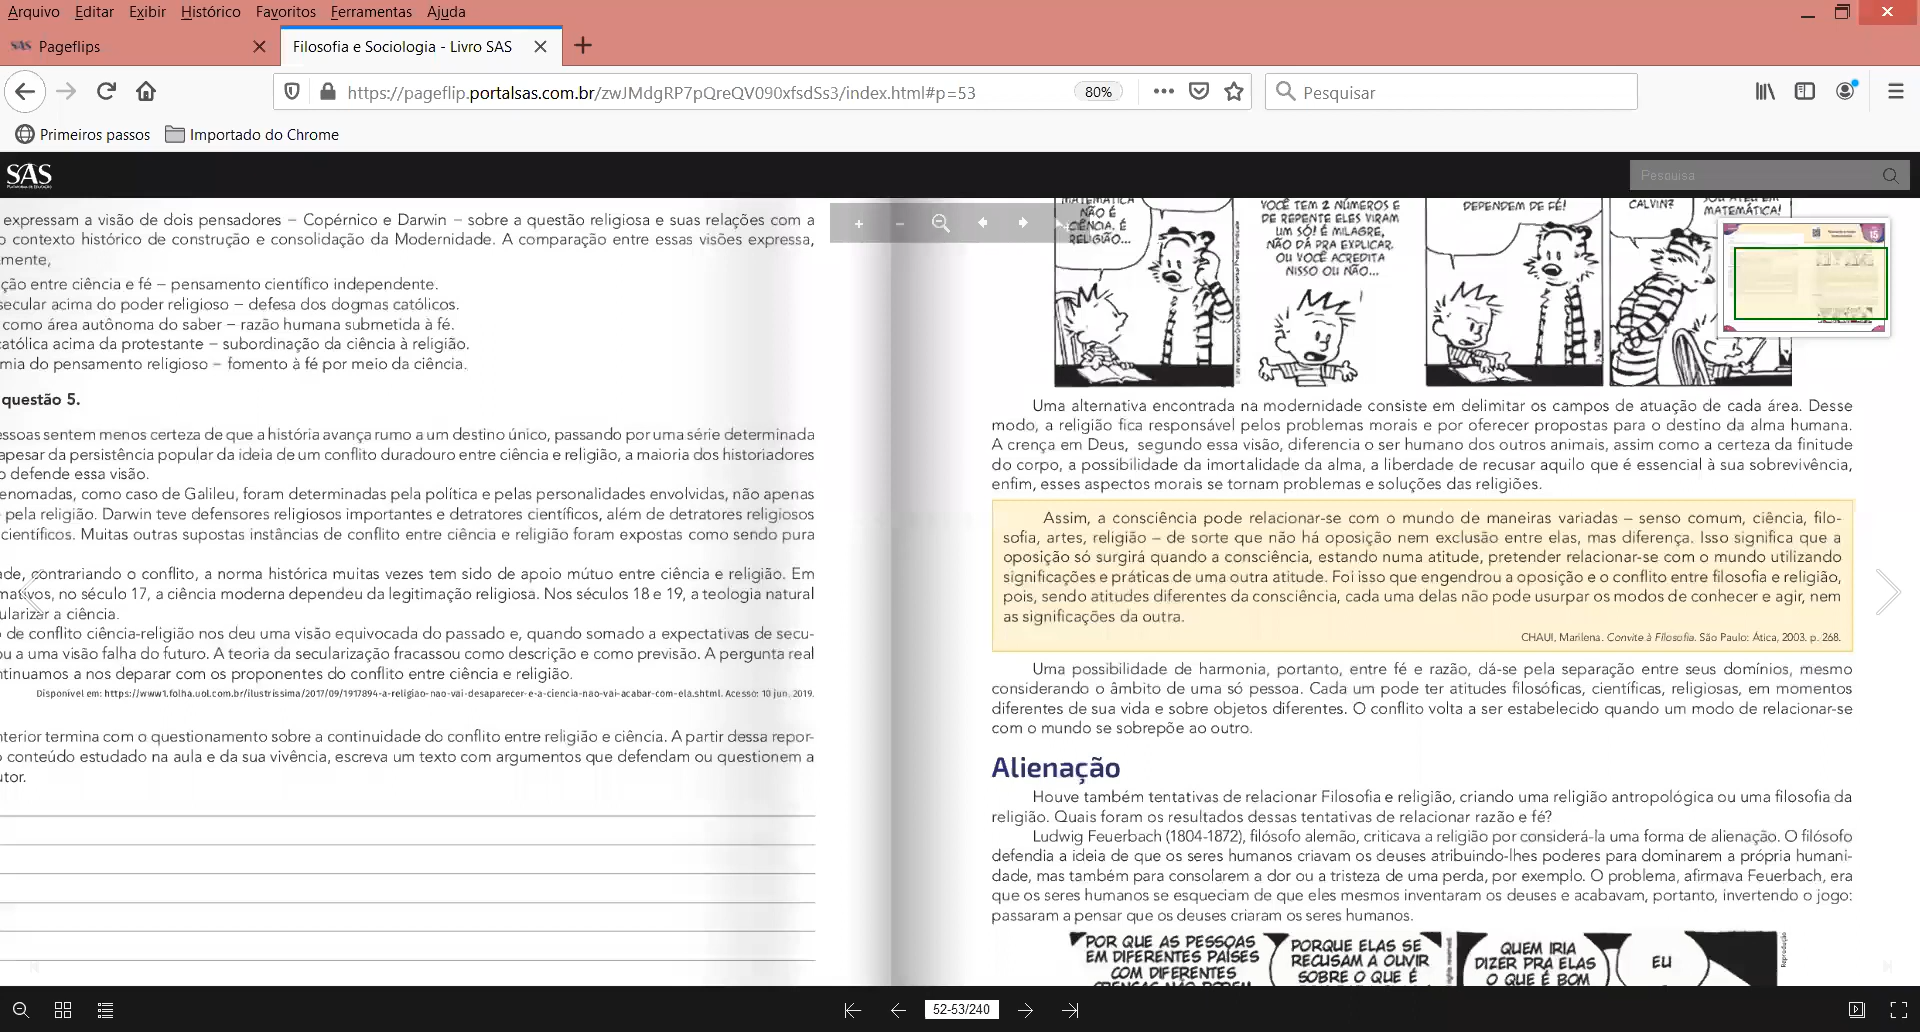 Arquivo Editar Exibir Histórico Favoritos Ferramentas Ajuda
SAS Pageflips
Filosofia e Sociologia - Livro SAS
https://pageflip.portalsas.com.br/zwJMdgRP7pQreQV090xfsdSs3/index.html#p=53
80%
Pesquisar
Primeiros passos
Importado do Chrome
SAS
PLATAFORMA DE EDUCAÇÃO
Pesquisa
expressam a visão de dois pensadores – Copérnico e Darwin – sobre a questão religiosa e suas relações com a
o contexto histórico de construção e consolidação da Modernidade. A comparação entre essas visões expressa,
mente,
ção entre ciência e fé – pensamento científico independente.
secular acima do poder religioso – defesa dos dogmas católicos.
como área autônoma do saber – razão humana submetida à fé.
católica acima da protestante – subordinação da ciência à religião.
mia do pensamento religioso – fomento à fé por meio da ciência.
questão 5.
essoas sentem menos certeza de que a história avança rumo a um destino único, passando por uma série determinada
apesar da persistência popular da ideia de um conflito duradouro entre ciência e religião, a maioria dos historiadores
o defende essa visão.
enomadas, como caso de Galileu, foram determinadas pela política e pelas personalidades envolvidas, não apenas
pela religião. Darwin teve defensores religiosos importantes e detratores científicos, além de detratores religiosos
científicos. Muitas outras supostas instâncias de conflito entre ciência e religião foram expostas como sendo pura
ade, contrariando o conflito, a norma histórica muitas vezes tem sido de apoio mútuo entre ciência e religião. Em
mativos, no século 17, a ciência moderna dependeu da legitimação religiosa. Nos séculos 18 e 19, a teologia natural
ularizar a ciência.
o de conflito ciência-religião nos deu uma visão equivocada do passado e, quando somado a expectativas de secu-
ou a uma visão falha do futuro. A teoria da secularização fracassou como descrição e como previsão. A pergunta real
ntinuamos a nos deparar com os proponentes do conflito entre ciência e religião.
Disponível em: https://www1.folha.uol.com.br/ilustrissima/2017/09/1917894-a-religiao-nao-vai-desaparecer-e-a-ciencia-nao-vai-acabar-com-ela.shtml. Acesso: 10 jun. 2019.
nterior termina com o questionamento sobre a continuidade do conflito entre religião e ciência. A partir dessa repor-
o conteúdo estudado na aula e da sua vivência, escreva um texto com argumentos que defendam ou questionem a
utor.
MATEMÁTICA
NÃO É
CIÊNCIA. É
RELIGIÃO...
VOCÊ TEM 2 NÚMEROS E
DE REPENTE ELES VIRAM
UM SÓ! É MILAGRE,
NÃO DÁ PRA EXPLICAR.
OU VOCÊ ACREDITA
NISSO OU NÃO...
DEPENDEM DE FÉ!
CALVIN?
SOU ATEU EM
MATEMÁTICA!
15
Uma alternativa encontrada na modernidade consiste em delimitar os campos de atuação de cada área. Desse
modo, a religião fica responsável pelos problemas morais e por oferecer propostas para o destino da alma humana.
A crença em Deus, segundo essa visão, diferencia o ser humano dos outros animais, assim como a certeza da finitude
do corpo, a possibilidade da imortalidade da alma, a liberdade de recusar aquilo que é essencial à sua sobrevivência,
enfim, esses aspectos morais se tornam problemas e soluções das religiões.
Assim, a consciência pode relacionar-se com o mundo de maneiras variadas – senso comum, ciência, filo-
sofia, artes, religião – de sorte que não há oposição nem exclusão entre elas, mas diferença. Isso significa que a
oposição só surgirá quando a consciência, estando numa atitude, pretender relacionar-se com o mundo utilizando
significações e práticas de uma outra atitude. Foi isso que engendrou a oposição e o conflito entre filosofia e religião,
pois, sendo atitudes diferentes da consciência, cada uma delas não pode usurpar os modos de conhecer e agir, nem
as significações da outra.
CHAUI, Marilena. Convite à Filosofia. São Paulo: Ática, 2003. p. 268.
Uma possibilidade de harmonia, portanto, entre fé e razão, dá-se pela separação entre seus domínios, mesmo
considerando o âmbito de uma só pessoa. Cada um pode ter atitudes filosóficas, científicas, religiosas, em momentos
diferentes de sua vida e sobre objetos diferentes. O conflito volta a ser estabelecido quando um modo de relacionar-se
com o mundo se sobrepõe ao outro.
Alienação
Houve também tentativas de relacionar Filosofia e religião, criando uma religião antropológica ou uma filosofia da
religião. Quais foram os resultados dessas tentativas de relacionar razão e fé?
Ludwig Feuerbach (1804-1872), filósofo alemão, criticava a religião por considerá-la uma forma de alienação. O filósofo
defendia a ideia de que os seres humanos criavam os deuses atribuindo-lhes poderes para dominarem a própria humani-
dade, mas também para consolarem a dor ou a tristeza de uma perda, por exemplo. O problema, afirmava Feuerbach, era
que os seres humanos se esqueciam de que eles mesmos inventaram os deuses e acabavam, portanto, invertendo o jogo:
passaram a pensar que os deuses criaram os seres humanos.
POR QUE AS PESSOAS
EM DIFERENTES PAÍSES
COM DIFERENTES
CRENÇAS NÃO PODEM
PORQUE ELAS SE
RECUSAM A OUVIR
SOBRE O QUE É
QUEM IRIA
DIZER PRA ELAS
O QUE É BOM
EU
Reprodução
52-53/240